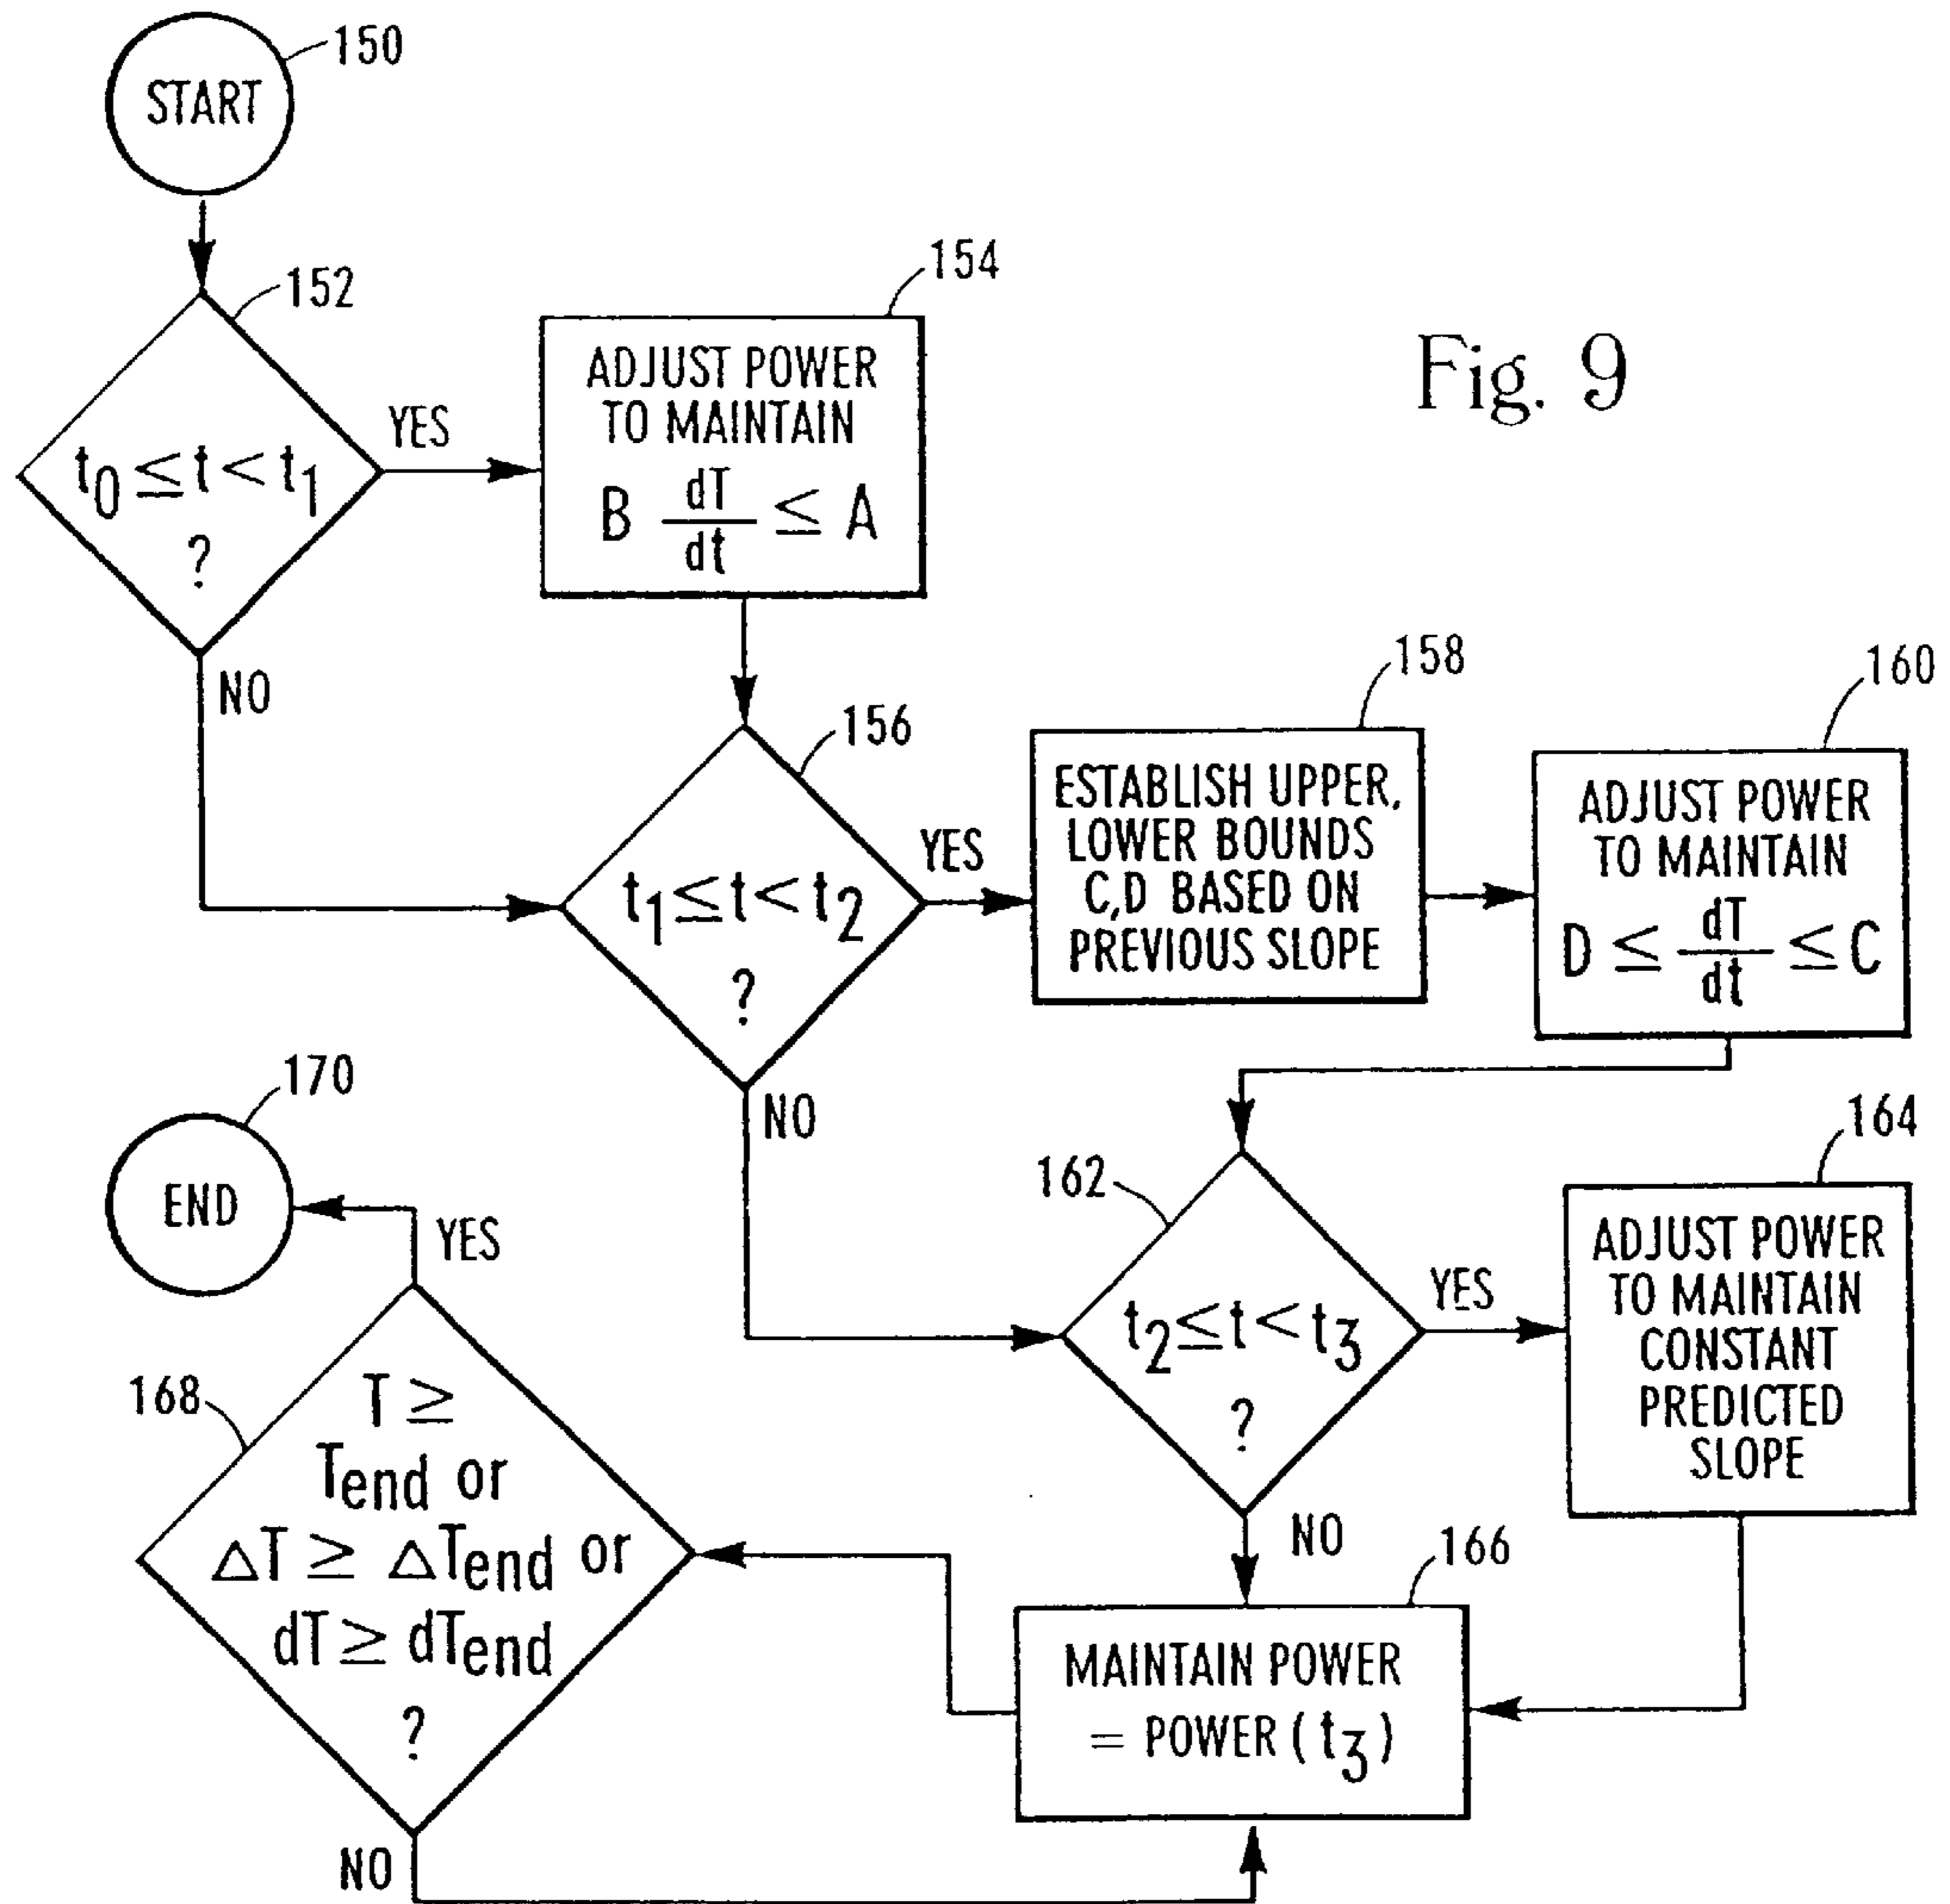 150
START
152
t0 ≤ t < t1
?
YES
NO
154
ADJUST POWER
TO MAINTAIN
B dT/dt ≤ A
Fig. 9
156
t1 ≤ t < t2
?
YES
NO
158
ESTABLISH UPPER,
LOWER BOUNDS
C,D BASED ON
PREVIOUS SLOPE
160
ADJUST POWER
TO MAINTAIN
D ≤ dT/dt ≤ C
162
t2 ≤ t < t3
?
YES
NO
164
ADJUST POWER
TO MAINTAIN
CONSTANT
PREDICTED
SLOPE
166
MAINTAIN POWER
= POWER (t3)
168
T ≥
Tend or
ΔT ≥ ΔTend or
dT ≥ dTend
?
YES
NO
170
END